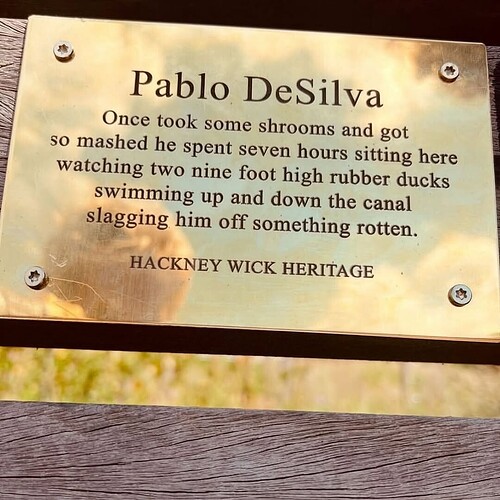 Pablo DeSilva
Once took some shrooms and got
so mashed he spent seven hours sitting here
watching two nine foot high rubber ducks
swimming up and down the canal
slagging him off something rotten.
HACKNEY WICK HERITAGE